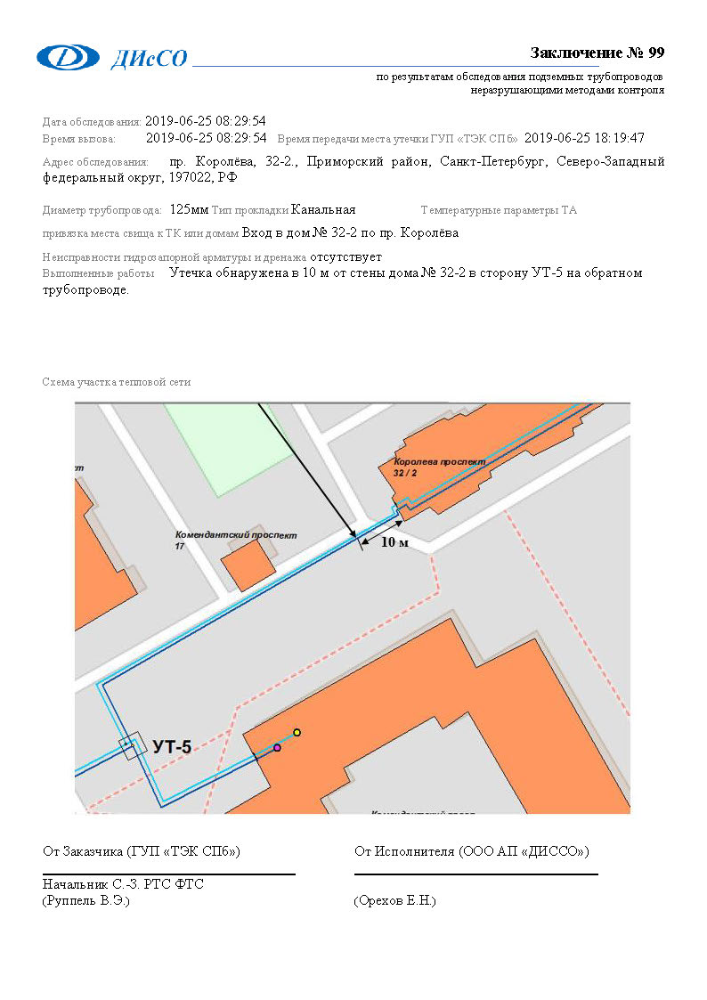 ДИсСО
Заключение № 99
по результатам обследования подземных трубопроводов
неразрушающими методами контроля
Дата обследования: 2019-06-25 08:29:54
Время вызова: 2019-06-25 08:29:54 Время передачи места утечки ГУП «ТЭК СПб» 2019-06-25 18:19:47
Адрес обследования: пр. Королёва, 32-2., Приморский район, Санкт-Петербург, Северо-Западный
федеральный округ, 197022, РФ
Диаметр трубопровода: 125мм Тип прокладки Канальная Температурные параметры ТА
привязка места свища к ТК или домам Вход в дом № 32-2 по пр. Королёва
Неисправности гидрозапорной арматуры и дренажа отсутствует
Выполненные работы Утечка обнаружена в 10 м от стены дома № 32-2 в сторону УТ-5 на обратном
трубопроводе.
Схема участка тепловой сети
Королева проспект
32 / 2
Комендантский проспект
17
10 м
УТ-5
От Заказчика (ГУП «ТЭК СПб»)
От Исполнителя (ООО АП «ДИССО»)
Начальник С.-З. РТС ФТС
(Руппель В.Э.)
(Орехов Е.Н.)